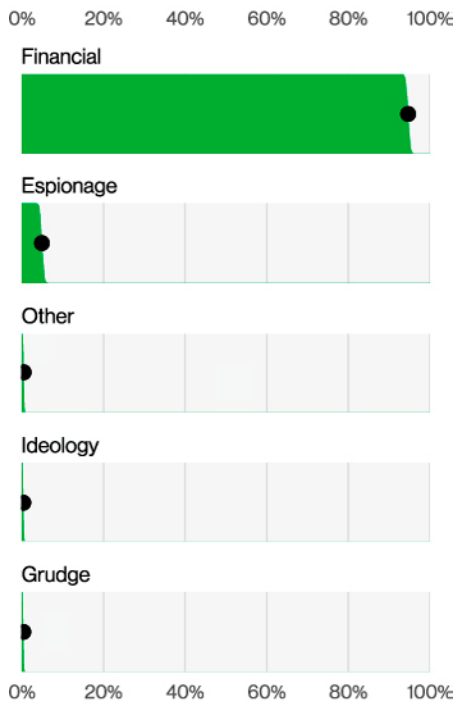 0% 20% 40% 60% 80% 100%
Financial
Espionage
Other
Ideology
Grudge
0% 20% 40% 60% 80% 100%